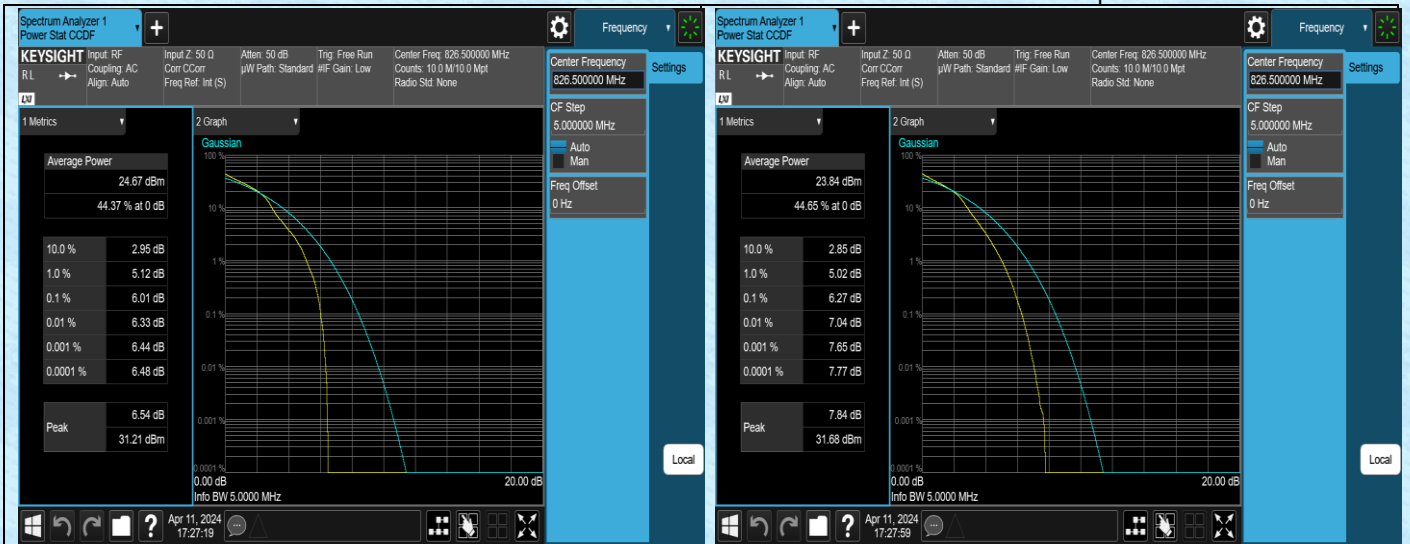 Spectrum Analyzer 1
Power Stat CCDF
+
Frequency
KEYSIGHT
RL
LXI
Input: RF
Coupling: AC
Align: Auto
Input Z: 50 Ω
Corr CCorr
Freq Ref: Int (S)
Atten: 50 dB
µW Path: Standard
Trig: Free Run
#IF Gain: Low
Center Freq: 826.500000 MHz
Counts: 10.0 M/10.0 Mpt
Radio Std: None
Center Frequency
826.500000 MHz
Settings
CF Step
5.000000 MHz
Auto
Man
Freq Offset
0 Hz
Local
1 Metrics
Average Power
24.67 dBm
44.37 % at 0 dB
10.0 % 2.95 dB
1.0 % 5.12 dB
0.1 % 6.01 dB
0.01 % 6.33 dB
0.001 % 6.44 dB
0.0001 % 6.48 dB
Peak
6.54 dB
31.21 dBm
2 Graph
Gaussian
100 %
10 %
1 %
0.1 %
0.01 %
0.001 %
0.0001 %
0.00 dB 20.00 dB
Info BW 5.0000 MHz
?
Apr 11, 2024
17:27:19
Spectrum Analyzer 1
Power Stat CCDF
+
Frequency
KEYSIGHT
RL
LXI
Input: RF
Coupling: AC
Align: Auto
Input Z: 50 Ω
Corr CCorr
Freq Ref: Int (S)
Atten: 50 dB
µW Path: Standard
Trig: Free Run
#IF Gain: Low
Center Freq: 826.500000 MHz
Counts: 10.0 M/10.0 Mpt
Radio Std: None
Center Frequency
826.500000 MHz
Settings
CF Step
5.000000 MHz
Auto
Man
Freq Offset
0 Hz
Local
1 Metrics
Average Power
23.84 dBm
44.65 % at 0 dB
10.0 % 2.85 dB
1.0 % 5.02 dB
0.1 % 6.27 dB
0.01 % 7.04 dB
0.001 % 7.65 dB
0.0001 % 7.77 dB
Peak
7.84 dB
31.68 dBm
2 Graph
Gaussian
100 %
10 %
1 %
0.1 %
0.01 %
0.001 %
0.0001 %
0.00 dB 20.00 dB
Info BW 5.0000 MHz
?
Apr 11, 2024
17:27:59